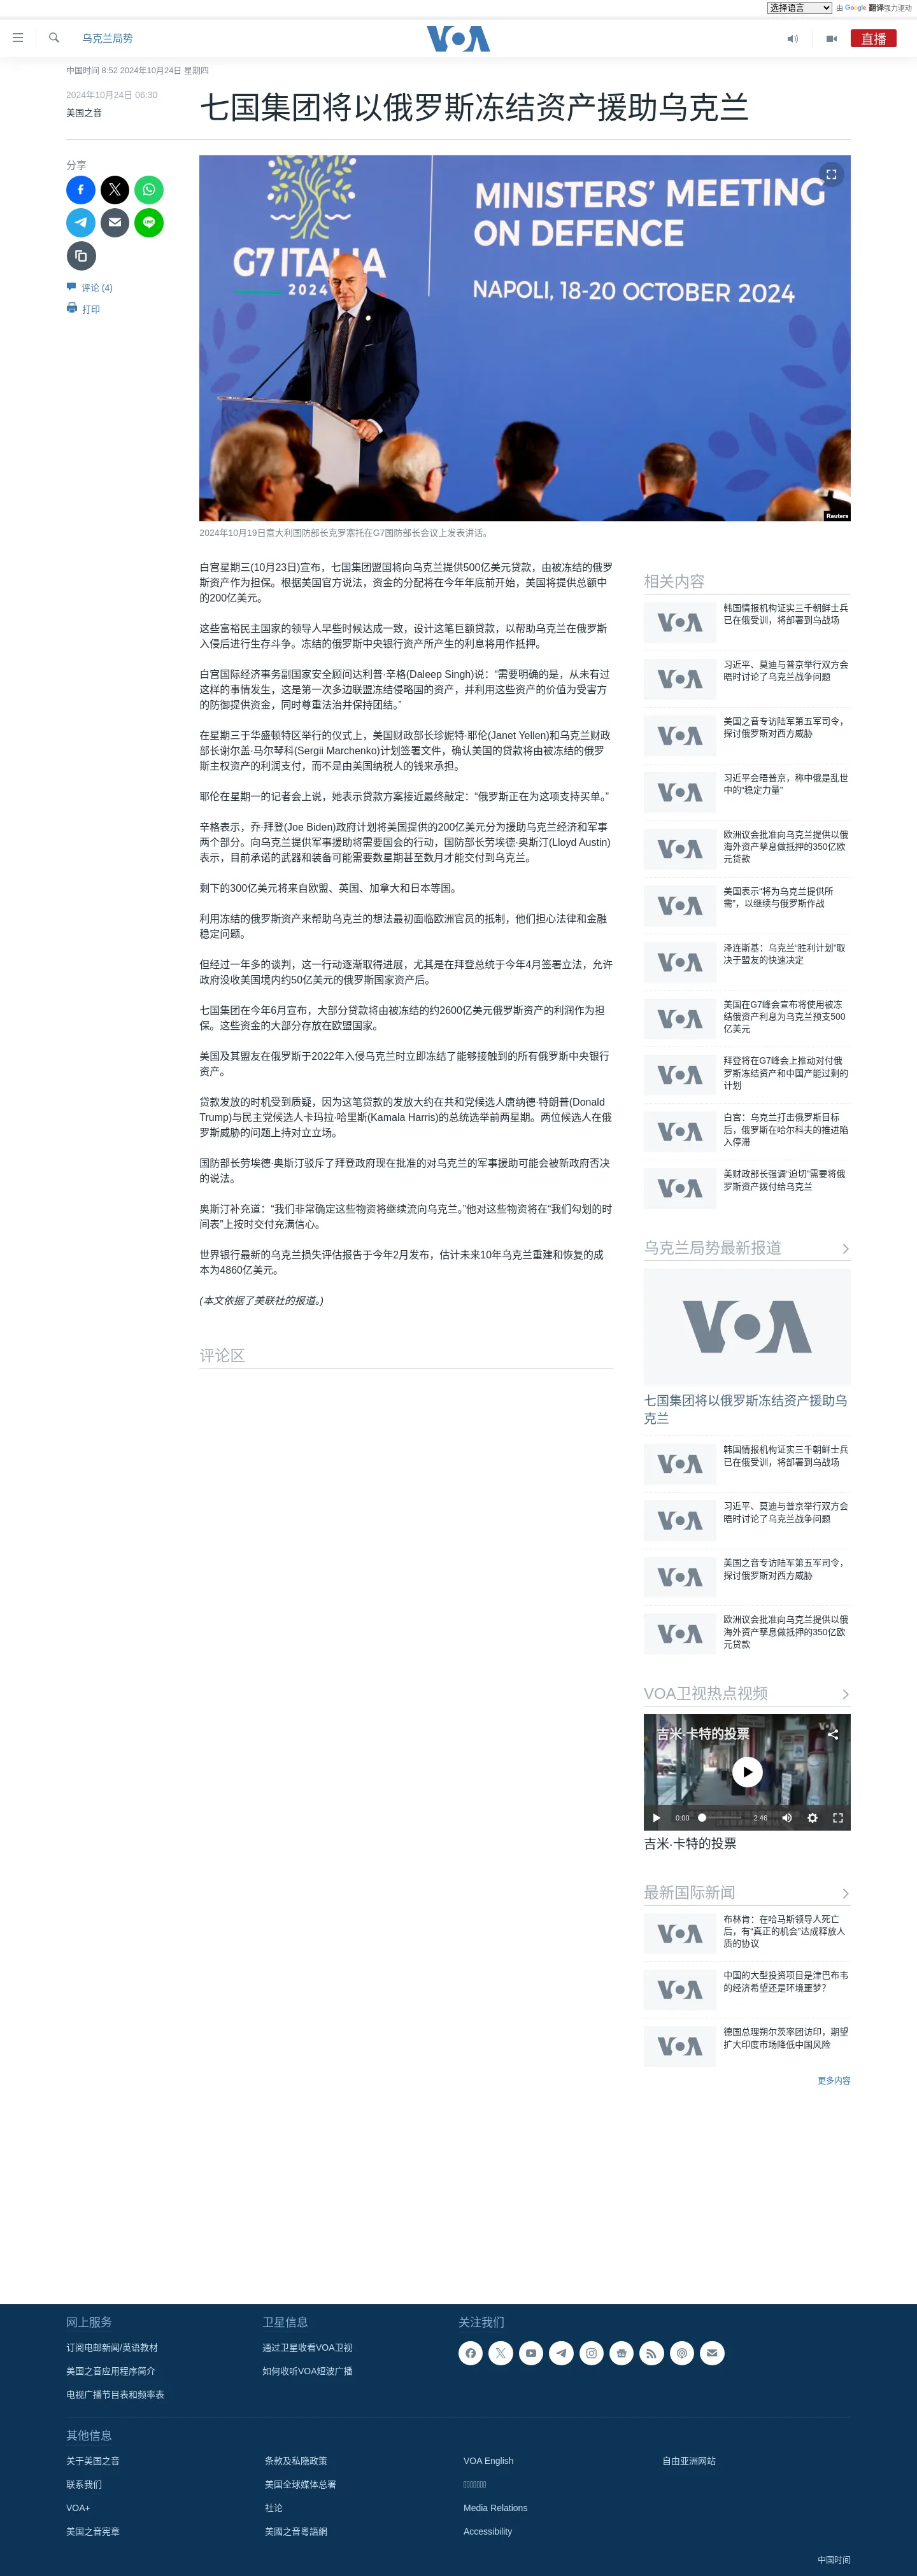 选择语言
由 Google 翻译强力驱动
乌克兰局势
VOA
直播
中国时间 8:52 2024年10月24日 星期四
2024年10月24日 06:30
美国之音
七国集团将以俄罗斯冻结资产援助乌克兰
分享
评论 (4)
打印
G7 ITALIA
2024
MINISTERS' MEETING
ON DEFENCE
NAPOLI, 18-20 OCTOBER 2024
Reuters
2024年10月19日意大利国防部长克罗塞托在G7国防部长会议上发表讲话。
白宫星期三(10月23日)宣布，七国集团盟国将向乌克兰提供500亿美元贷款，由被冻结的俄罗
斯资产作为担保。根据美国官方说法，资金的分配将在今年年底前开始，美国将提供总额中
的200亿美元。
这些富裕民主国家的领导人早些时候达成一致，设计这笔巨额贷款，以帮助乌克兰在俄罗斯
入侵后进行生存斗争。冻结的俄罗斯中央银行资产所产生的利息将用作抵押。
白宫国际经济事务副国家安全顾问达利普·辛格(Daleep Singh)说：“需要明确的是，从未有过
这样的事情发生，这是第一次多边联盟冻结侵略国的资产，并利用这些资产的价值为受害方
的防御提供资金，同时尊重法治并保持团结。”
在星期三于华盛顿特区举行的仪式上，美国财政部长珍妮特·耶伦(Janet Yellen)和乌克兰财政
部长谢尔盖·马尔琴科(Sergii Marchenko)计划签署文件，确认美国的贷款将由被冻结的俄罗
斯主权资产的利润支付，而不是由美国纳税人的钱来承担。
耶伦在星期一的记者会上说，她表示贷款方案接近最终敲定：“俄罗斯正在为这项支持买单。”
辛格表示，乔·拜登(Joe Biden)政府计划将美国提供的200亿美元分为援助乌克兰经济和军事
两个部分。向乌克兰提供军事援助将需要国会的行动，国防部长劳埃德·奥斯汀(Lloyd Austin)
表示，目前承诺的武器和装备可能需要数星期甚至数月才能交付到乌克兰。
剩下的300亿美元将来自欧盟、英国、加拿大和日本等国。
利用冻结的俄罗斯资产来帮助乌克兰的想法最初面临欧洲官员的抵制，他们担心法律和金融
稳定问题。
但经过一年多的谈判，这一行动逐渐取得进展，尤其是在拜登总统于今年4月签署立法，允许
政府没收美国境内约50亿美元的俄罗斯国家资产后。
七国集团在今年6月宣布，大部分贷款将由被冻结的约2600亿美元俄罗斯资产的利润作为担
保。这些资金的大部分存放在欧盟国家。
美国及其盟友在俄罗斯于2022年入侵乌克兰时立即冻结了能够接触到的所有俄罗斯中央银行
资产。
贷款发放的时机受到质疑，因为这笔贷款的发放大约在共和党候选人唐纳德·特朗普(Donald
Trump)与民主党候选人卡玛拉·哈里斯(Kamala Harris)的总统选举前两星期。两位候选人在俄
罗斯威胁的问题上持对立立场。
国防部长劳埃德·奥斯汀驳斥了拜登政府现在批准的对乌克兰的军事援助可能会被新政府否决
的说法。
奥斯汀补充道：“我们非常确定这些物资将继续流向乌克兰。”他对这些物资将在“我们勾划的时
间表”上按时交付充满信心。
世界银行最新的乌克兰损失评估报告于今年2月发布，估计未来10年乌克兰重建和恢复的成
本为4860亿美元。
(本文依据了美联社的报道。)
评论区
相关内容
韩国情报机构证实三千朝鲜士兵
已在俄受训，将部署到乌战场
习近平、莫迪与普京举行双方会
晤时讨论了乌克兰战争问题
美国之音专访陆军第五军司令，
探讨俄罗斯对西方威胁
习近平会晤普京，称中俄是乱世
中的“稳定力量”
欧洲议会批准向乌克兰提供以俄
海外资产孳息做抵押的350亿欧
元贷款
美国表示“将为乌克兰提供所
需”，以继续与俄罗斯作战
泽连斯基：乌克兰“胜利计划”取
决于盟友的快速决定
美国在G7峰会宣布将使用被冻
结俄资产利息为乌克兰预支500
亿美元
拜登将在G7峰会上推动对付俄
罗斯冻结资产和中国产能过剩的
计划
白宫：乌克兰打击俄罗斯目标
后，俄罗斯在哈尔科夫的推进陷
入停滞
美财政部长强调“迫切”需要将俄
罗斯资产拨付给乌克兰
乌克兰局势最新报道
VOA
七国集团将以俄罗斯冻结资产援助乌
克兰
韩国情报机构证实三千朝鲜士兵
已在俄受训，将部署到乌战场
习近平、莫迪与普京举行双方会
晤时讨论了乌克兰战争问题
美国之音专访陆军第五军司令，
探讨俄罗斯对西方威胁
欧洲议会批准向乌克兰提供以俄
海外资产孳息做抵押的350亿欧
元贷款
VOA卫视热点视频
吉米·卡特的投票
0:00
2:46
吉米·卡特的投票
最新国际新闻
布林肯：在哈马斯领导人死亡
后，有“真正的机会”达成释放人
质的协议
中国的大型投资项目是津巴布韦
的经济希望还是环境噩梦？
德国总理朔尔茨率团访印，期望
扩大印度市场降低中国风险
更多内容
网上服务
订阅电邮新闻/英语教材
美国之音应用程序简介
电视广播节目表和频率表
卫星信息
通过卫星收看VOA卫视
如何收听VOA短波广播
关注我们
其他信息
关于美国之音
联系我们
VOA+
美国之音宪章
条款及私隐政策
美国全球媒体总署
社论
美國之音粵語網
VOA English
Media Relations
Accessibility
自由亚洲网站
中国时间